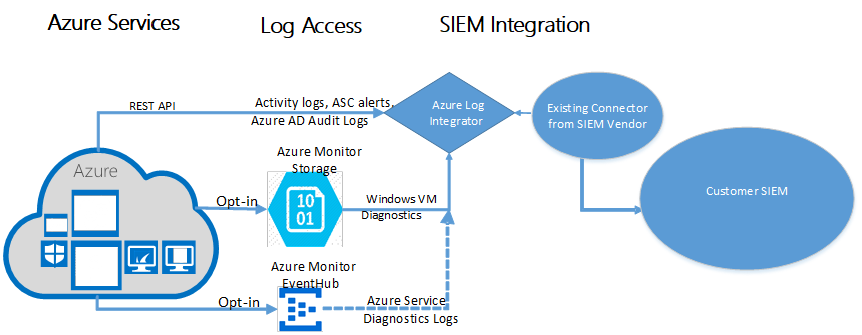 Azure Services
Log Access
SIEM Integration
REST API
Activity logs, ASC alerts,
Azure AD Audit Logs
Azure Log
Integrator
Existing Connector
from SIEM Vendor
Customer SIEM
Azure
Azure Monitor
Storage
Opt-in
10
01
Windows VM
Diagnostics
Azure Monitor
EventHub
Opt-in
Azure Service
Diagnostics Logs